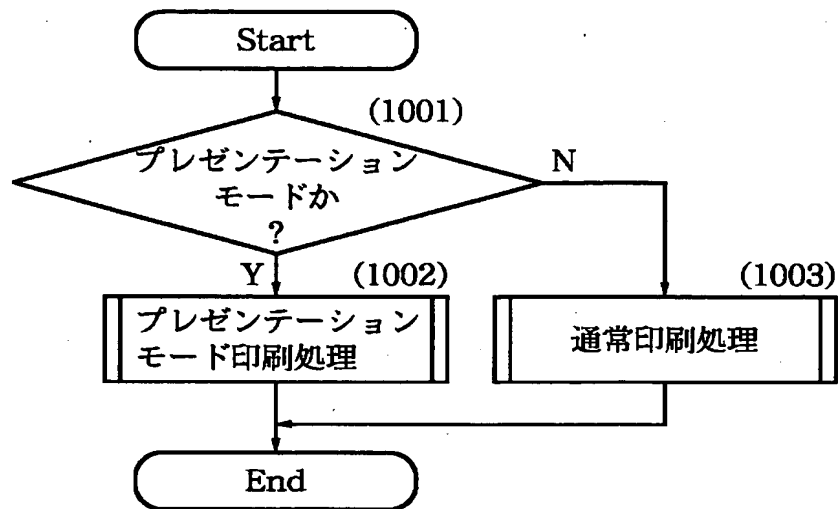 Start
(1001)
プレゼンテーション
モードか
?
N
Y
(1002)
プレゼンテーション
モード印刷処理
(1003)
通常印刷処理
End